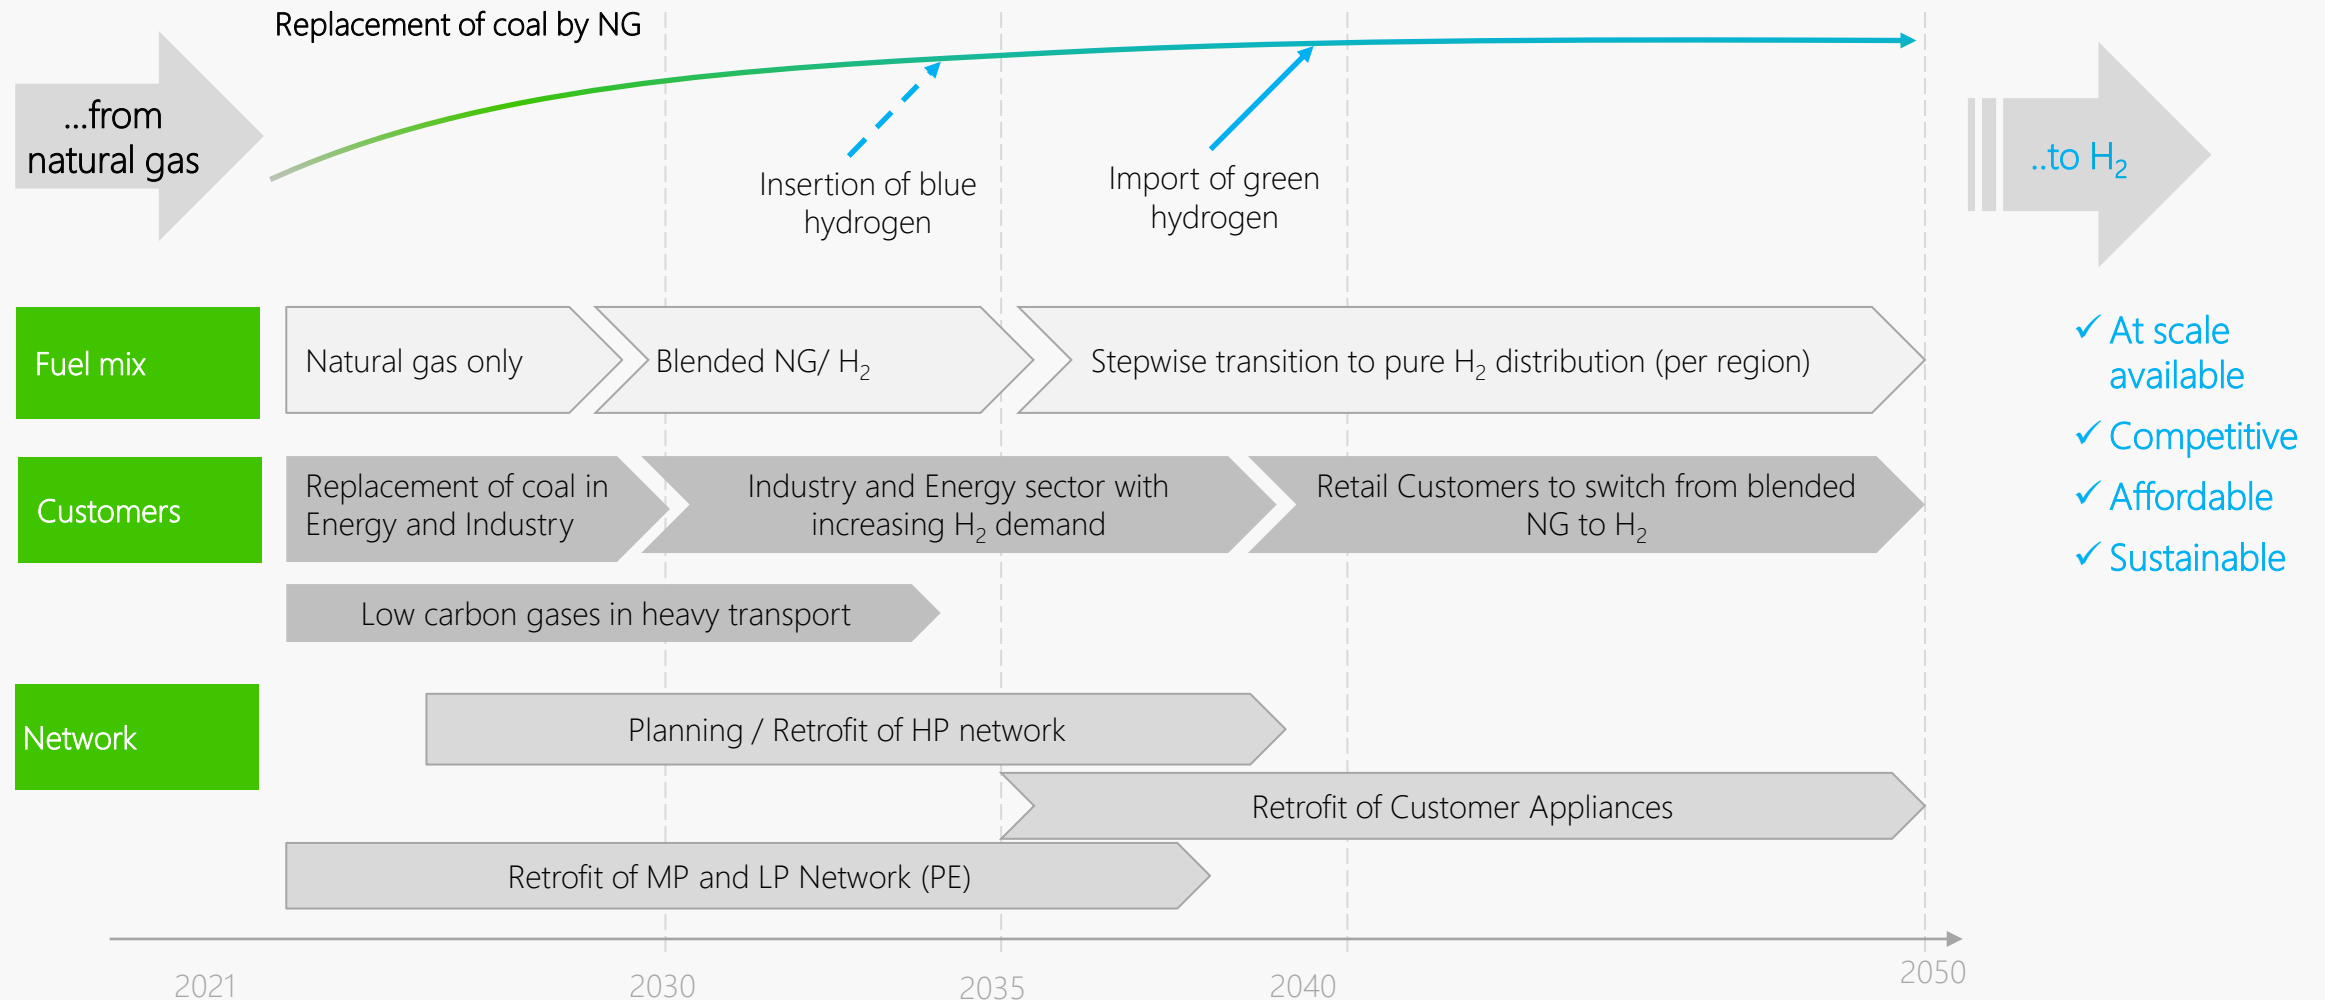 Replacement of coal by NG
...from
natural gas
Insertion of blue
hydrogen
Import of green
hydrogen
..to H₂
Fuel mix
Natural gas only
Blended NG/ H₂
Stepwise transition to pure H₂ distribution (per region)
✓ At scale
available
✓ Competitive
✓ Affordable
✓ Sustainable
Customers
Replacement of coal in
Energy and Industry
Industry and Energy sector with
increasing H₂ demand
Retail Customers to switch from blended
NG to H₂
Low carbon gases in heavy transport
Network
Planning / Retrofit of HP network
Retrofit of Customer Appliances
Retrofit of MP and LP Network (PE)
2021
2030
2035
2040
2050